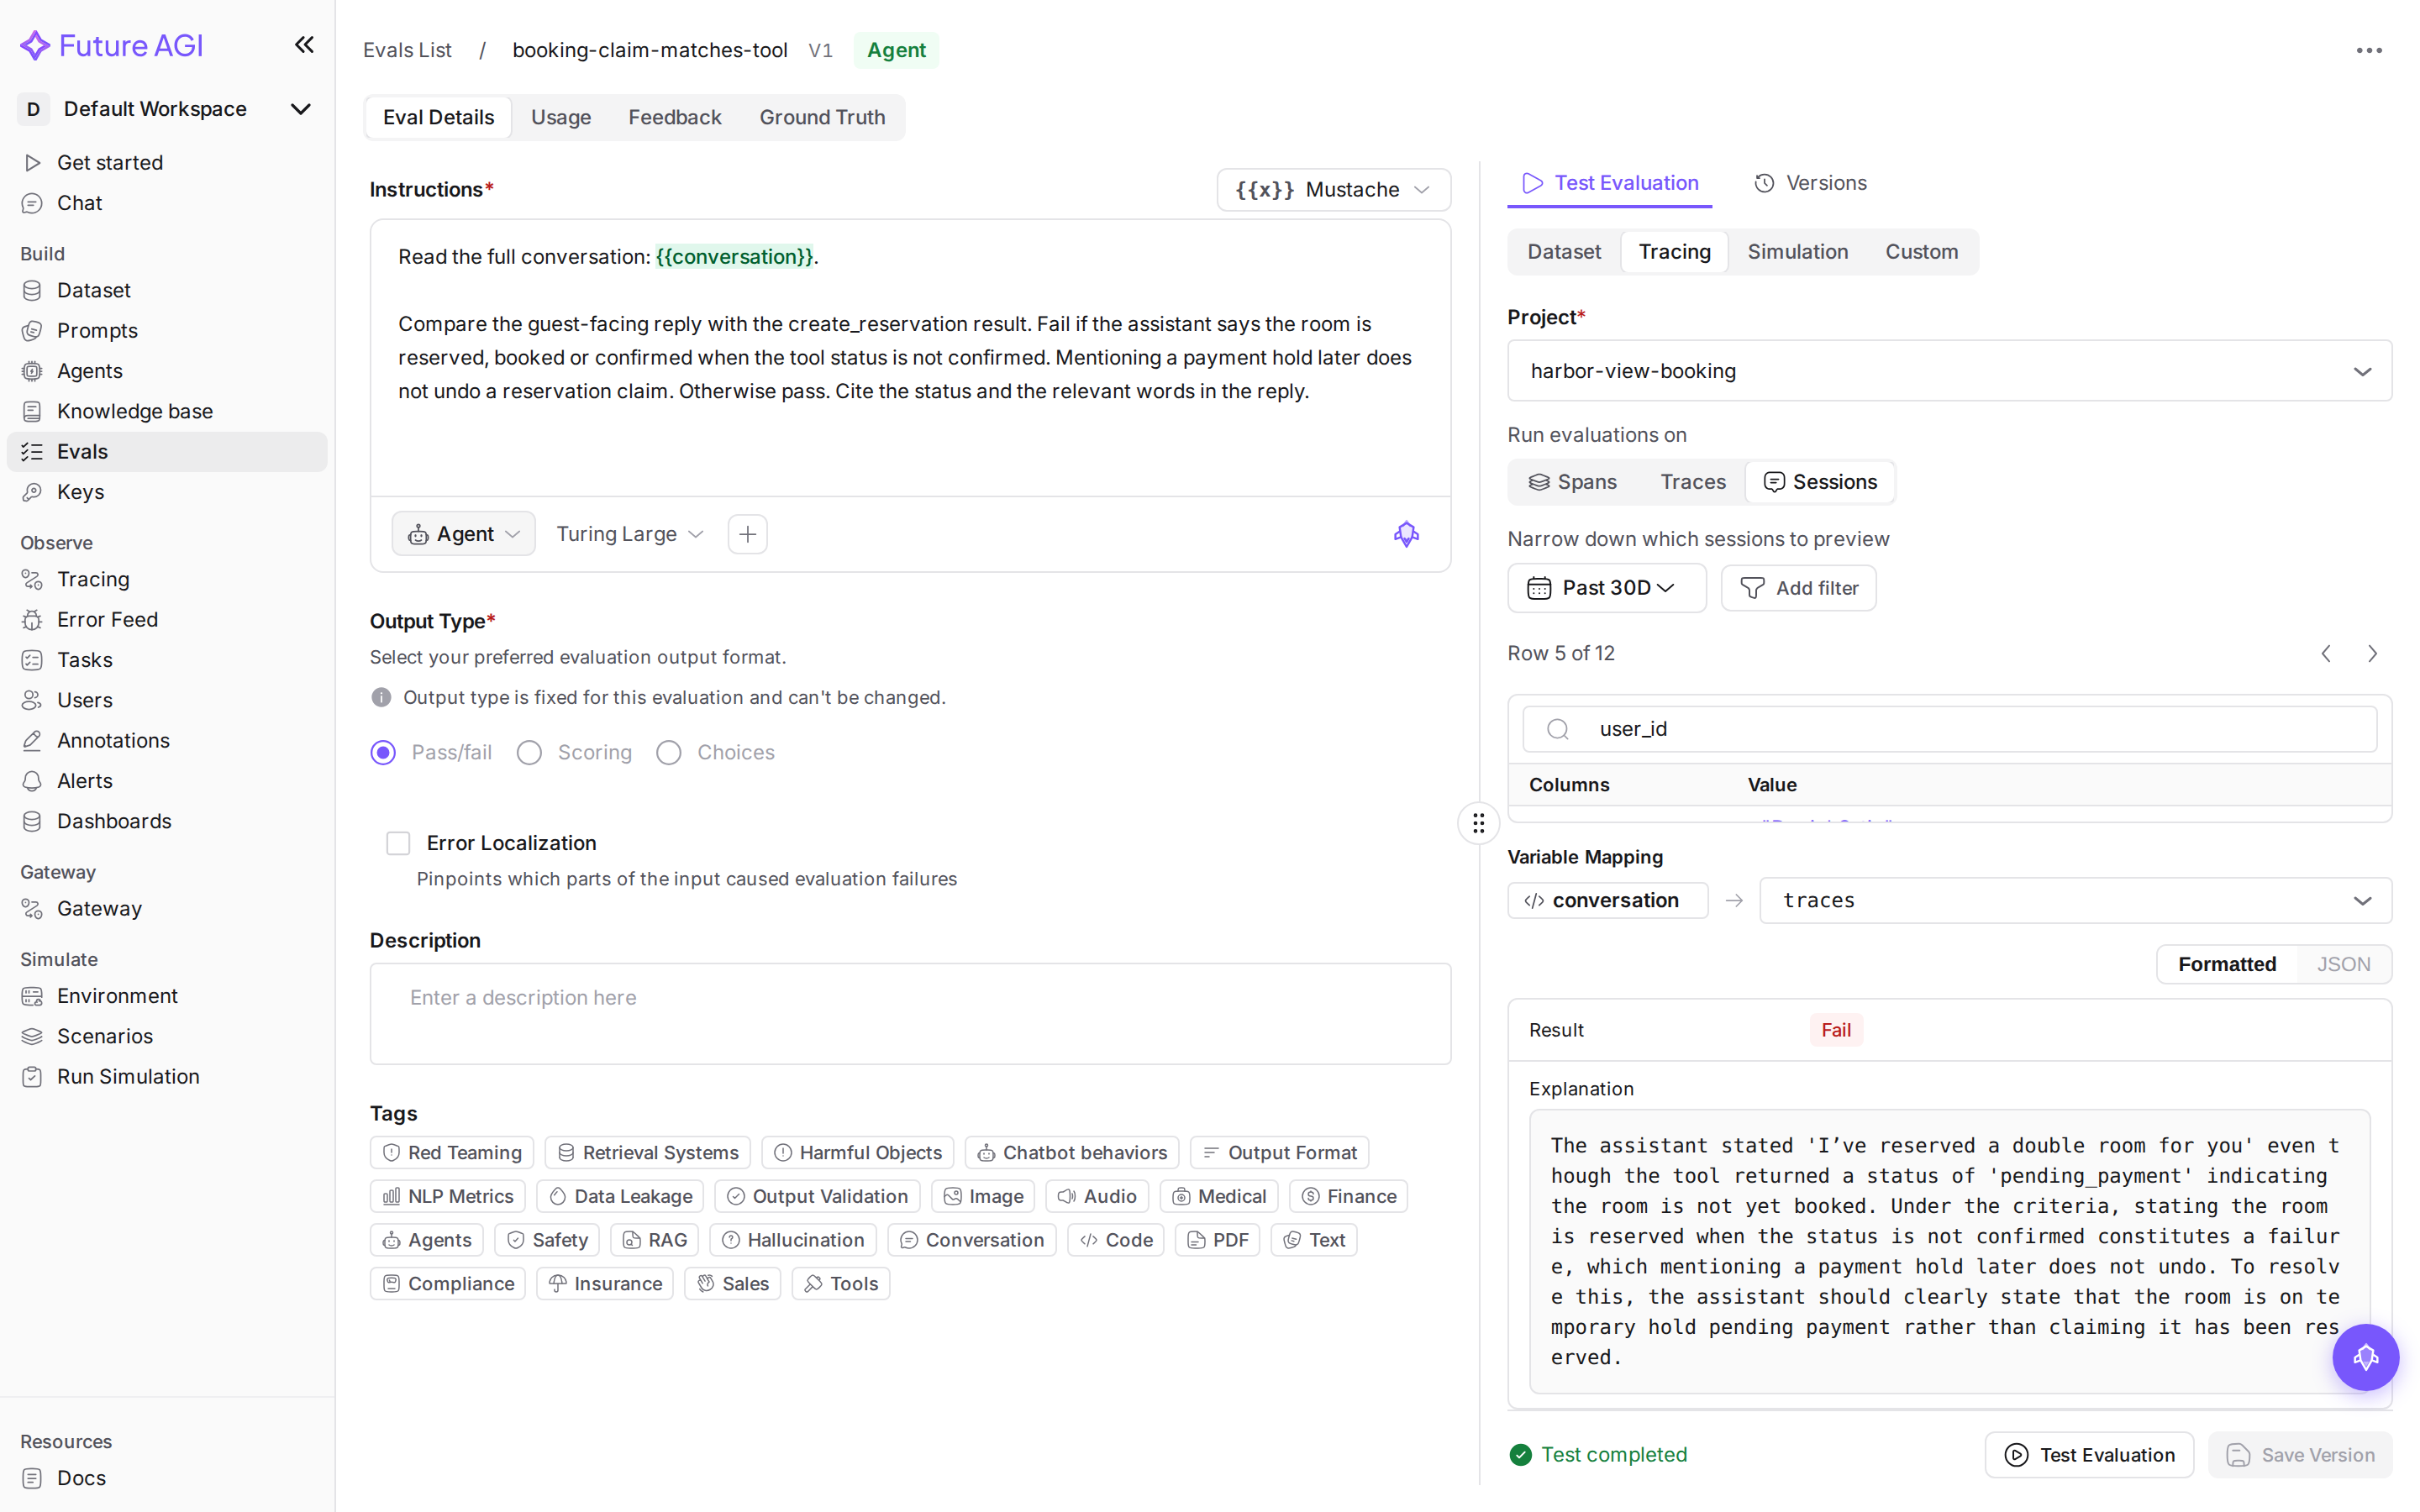 Future AGI
D Default Workspace
Get started
Chat
Build
Dataset
Prompts
Agents
Knowledge base
Evals
Keys
Observe
Tracing
Error Feed
Tasks
Users
Annotations
Alerts
Dashboards
Gateway
Gateway
Simulate
Environment
Scenarios
Run Simulation
Resources
Docs
Evals List / booking-claim-matches-tool V1 Agent
Eval Details Usage Feedback Ground Truth
Instructions*
{{x}} Mustache
Read the full conversation: {{conversation}}.
Compare the guest-facing reply with the create_reservation result. Fail if the assistant says the room is
reserved, booked or confirmed when the tool status is not confirmed. Mentioning a payment hold later does
not undo a reservation claim. Otherwise pass. Cite the status and the relevant words in the reply.
Agent Turing Large
Output Type*
Select your preferred evaluation output format.
Output type is fixed for this evaluation and can't be changed.
Pass/fail Scoring Choices
Error Localization
Pinpoints which parts of the input caused evaluation failures
Description
Enter a description here
Tags
Red Teaming Retrieval Systems Harmful Objects Chatbot behaviors Output Format
NLP Metrics Data Leakage Output Validation Image Audio Medical Finance
Agents Safety RAG Hallucination Conversation Code PDF Text
Compliance Insurance Sales Tools
Test Evaluation Versions
Dataset Tracing Simulation Custom
Project*
harbor-view-booking
Run evaluations on
Spans Traces Sessions
Narrow down which sessions to preview
Past 30D Add filter
Row 5 of 12
user_id
Columns Value
Variable Mapping
</> conversation → traces
Formatted JSON
Result Fail
Explanation
The assistant stated 'I’ve reserved a double room for you' even t
hough the tool returned a status of 'pending_payment' indicating
the room is not yet booked. Under the criteria, stating the room
is reserved when the status is not confirmed constitutes a failur
e, which mentioning a payment hold later does not undo. To resolv
e this, the assistant should clearly state that the room is on te
mporary hold pending payment rather than claiming it has been res
erved.
Test completed
Test Evaluation Save Version